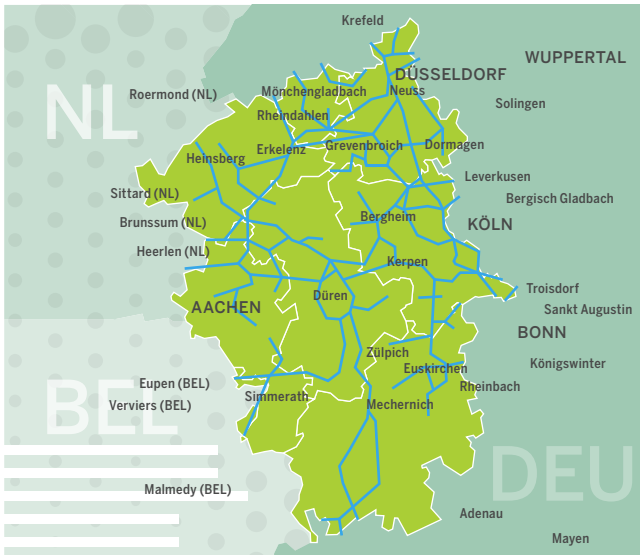 Krefeld
WUPPERTAL
DÜSSELDORF
NL
Roermond (NL)
Mönchengladbach
Neuss
Solingen
Rheindahlen
Erkelenz
Grevenbroich
Dormagen
Heinsberg
Leverkusen
Sittard (NL)
Bergisch Gladbach
Brunssum (NL)
Bergheim
KÖLN
Heerlen (NL)
Kerpen
Troisdorf
AACHEN
Düren
Sankt Augustin
BONN
Zülpich
Königswinter
Euskirchen
Eupen (BEL)
Rheinbach
BEL
Simmerath
Verviers (BEL)
Mechernich
DEU
Malmedy (BEL)
Adenau
Mayen